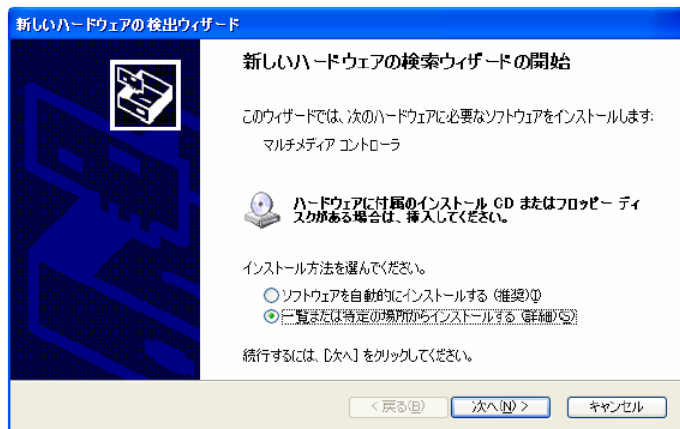 新しいハードウェアの検出ウィザード
新しいハードウェアの検索ウィザードの開始
このウィザードでは、次のハードウェアに必要なソフトウェアをインストールします:
マルチメディア コントローラ
ハードウェアに付属のインストール CD またはフロッピー ディ
スクがある場合は、挿入してください。
インストール方法を選んでください。
ソフトウェアを自動的にインストールする (推奨)(I)
一覧または特定の場所からインストールする (詳細)(S)
続行するには、[次へ] をクリックしてください。
< 戻る(B)
次へ(N) >
キャンセル